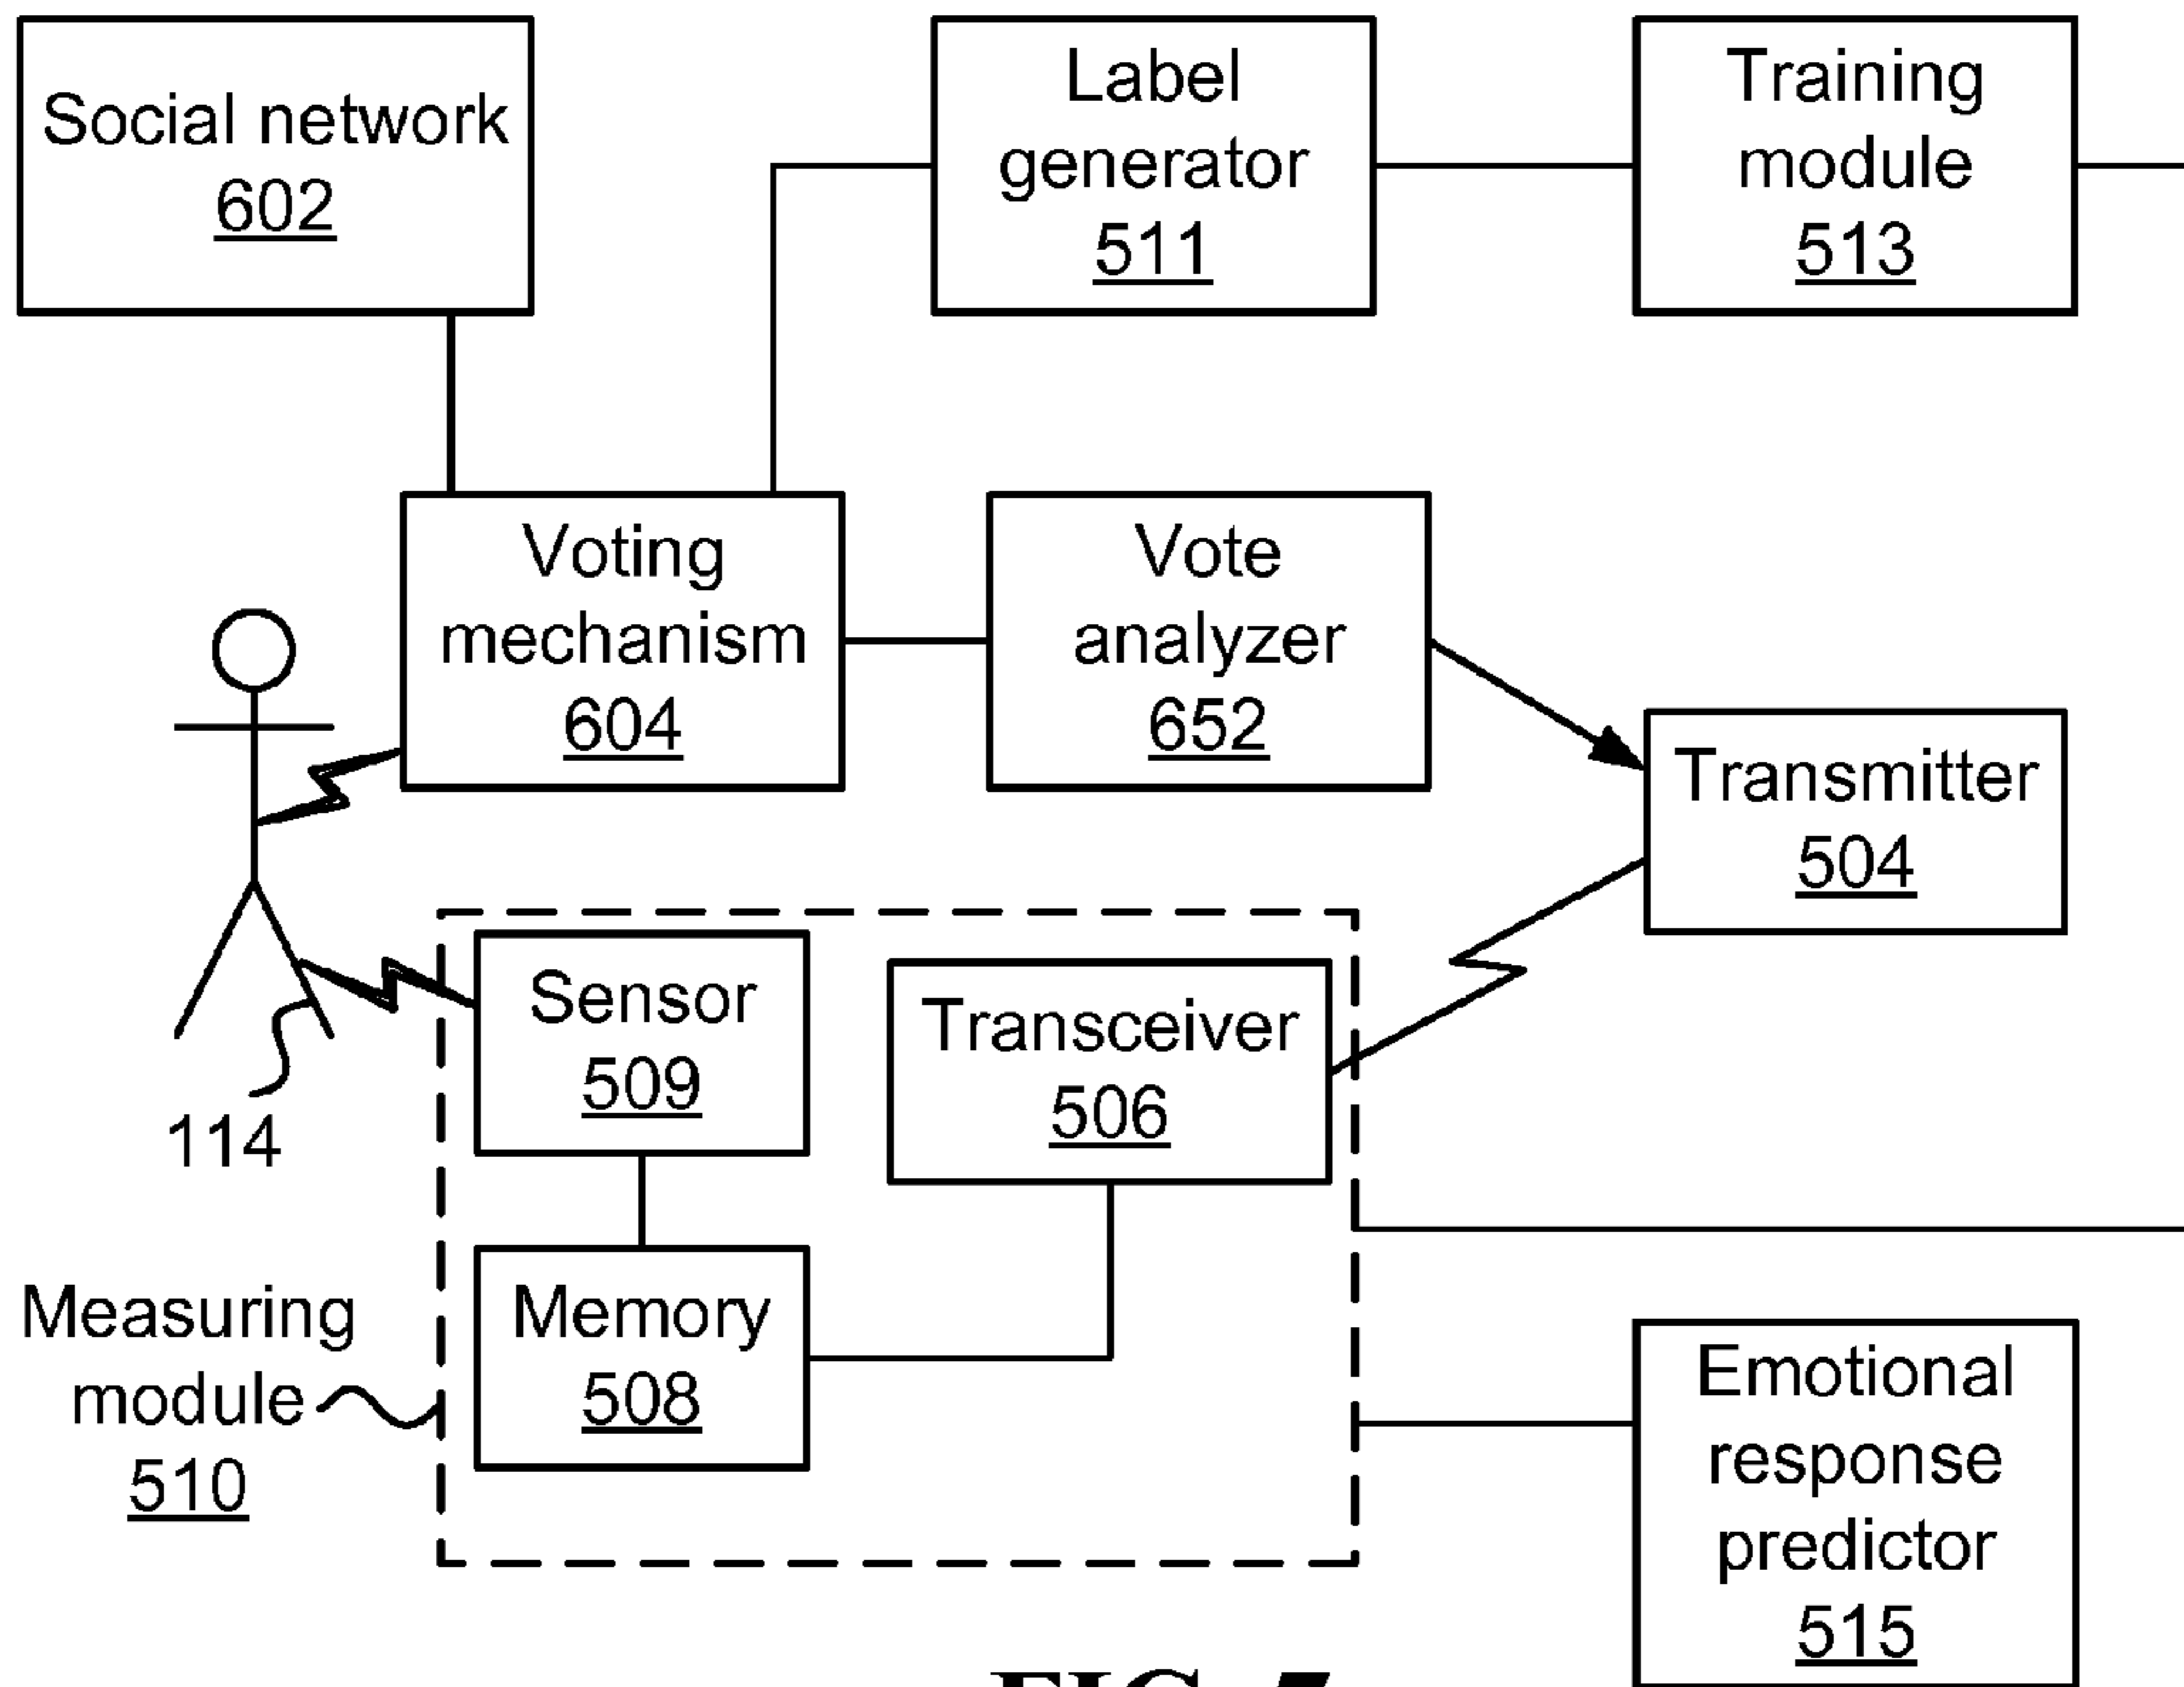 Social network
602
Label
generator
511
Training
module
513
Voting
mechanism
604
Vote
analyzer
652
Transmitter
504
Sensor
509
Transceiver
506
114
Memory
508
Measuring
module
510
Emotional
response
predictor
515